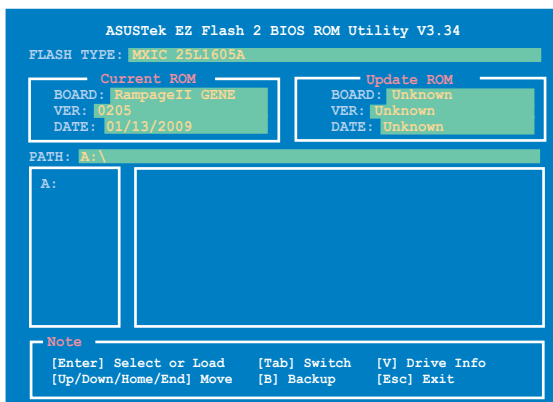 ASUSTek EZ Flash 2 BIOS ROM Utility V3.34
FLASH TYPE: MXIC 25L1605A
Current ROM
BOARD: RampageII GENE
VER: 0205
DATE: 01/13/2009
Update ROM
BOARD: Unknown
VER: Unknown
DATE: Unknown
PATH: A:\
A:
Note
[Enter] Select or Load [Tab] Switch [V] Drive Info
[Up/Down/Home/End] Move [B] Backup [Esc] Exit